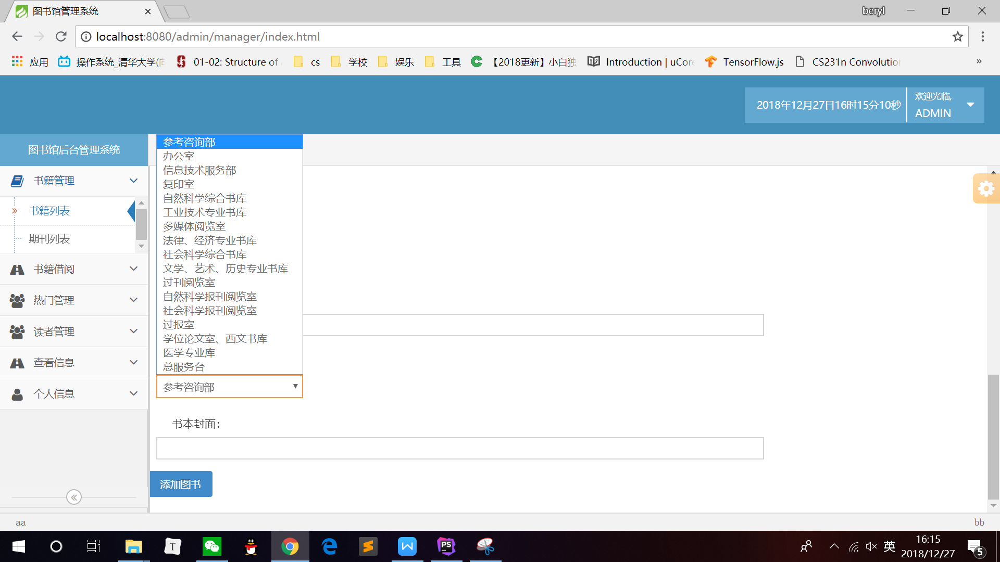 图书馆管理系统
beryl
localhost:8080/admin/manager/index.html
应用 操作系统_清华大学(向 01-02: Structure of cs 学校 娱乐 工具 【2018更新】小白独 Introduction | uCore TensorFlow.js CS231n Convolution »
2018年12月27日16时15分10秒
欢迎光临,
ADMIN
图书馆后台管理系统
书籍管理
书籍列表
期刊列表
书籍借阅
热门管理
读者管理
查看信息
个人信息
参考咨询部
办公室
信息技术服务部
复印室
自然科学综合书库
工业技术专业书库
多媒体阅览室
法律、经济专业书库
社会科学综合书库
文学、艺术、历史专业书库
过刊阅览室
自然科学报刊阅览室
社会科学报刊阅览室
过报室
学位论文室、西文书库
医学专业库
总服务台
参考咨询部
书本封面：
添加图书
aa
bb
T
PS
英
16:15
2018/12/27
5